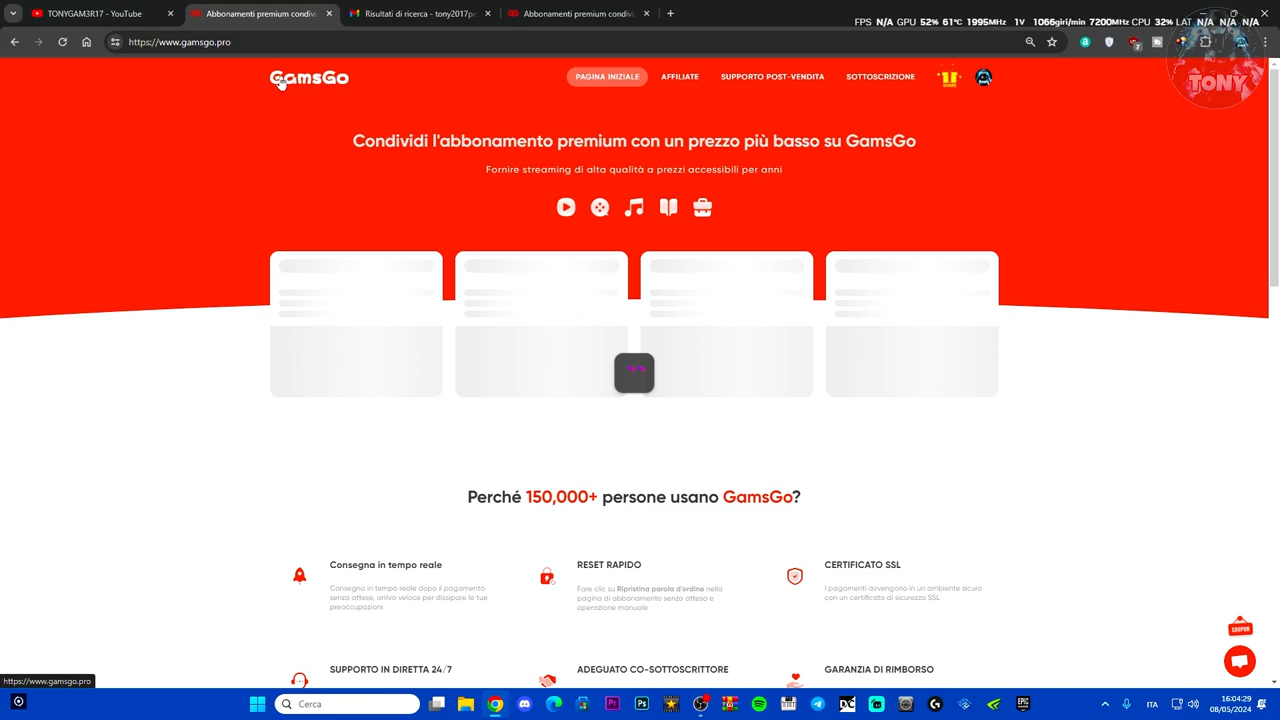 TONYGAM3R17 - YouTube
Abbonamenti premium condivi
Risultati di ricerca - tony2017pe
Abbonamenti premium condivi
FPS N/A GPU 52% 61°C 1995MHz 1V 1066giri/min 7200MHz CPU 32% LAT N/A N/A N/A
https://www.gamsgo.pro
7
GamsGo
PAGINA INIZIALE
AFFILIATE
SUPPORTO POST-VENDITA
SOTTOSCRIZIONE
TONY
Condividi l'abbonamento premium con un prezzo più basso su GamsGo
Fornire streaming di alta qualità a prezzi accessibili per anni
Perché 150,000+ persone usano GamsGo?
Consegna in tempo reale
Consegna in tempo reale dopo il pagamento
senza attese, arrivo veloce per dissipare le tue
preoccupazioni
RESET RAPIDO
Fare clic su Ripristina parola d'ordine nella
pagina di abbonamento senza attesa e
operazione manuale
CERTIFICATO SSL
I pagamenti avvengono in un ambiente sicuro
con un certificato di sicurezza SSL
COUPON
SUPPORTO IN DIRETTA 24/7
ADEGUATO CO-SOTTOSCRITTORE
GARANZIA DI RIMBORSO
https://www.gamsgo.pro
Cerca
Pr
Ps
DC
EPIC
ITA
16:04:29
08/05/2024